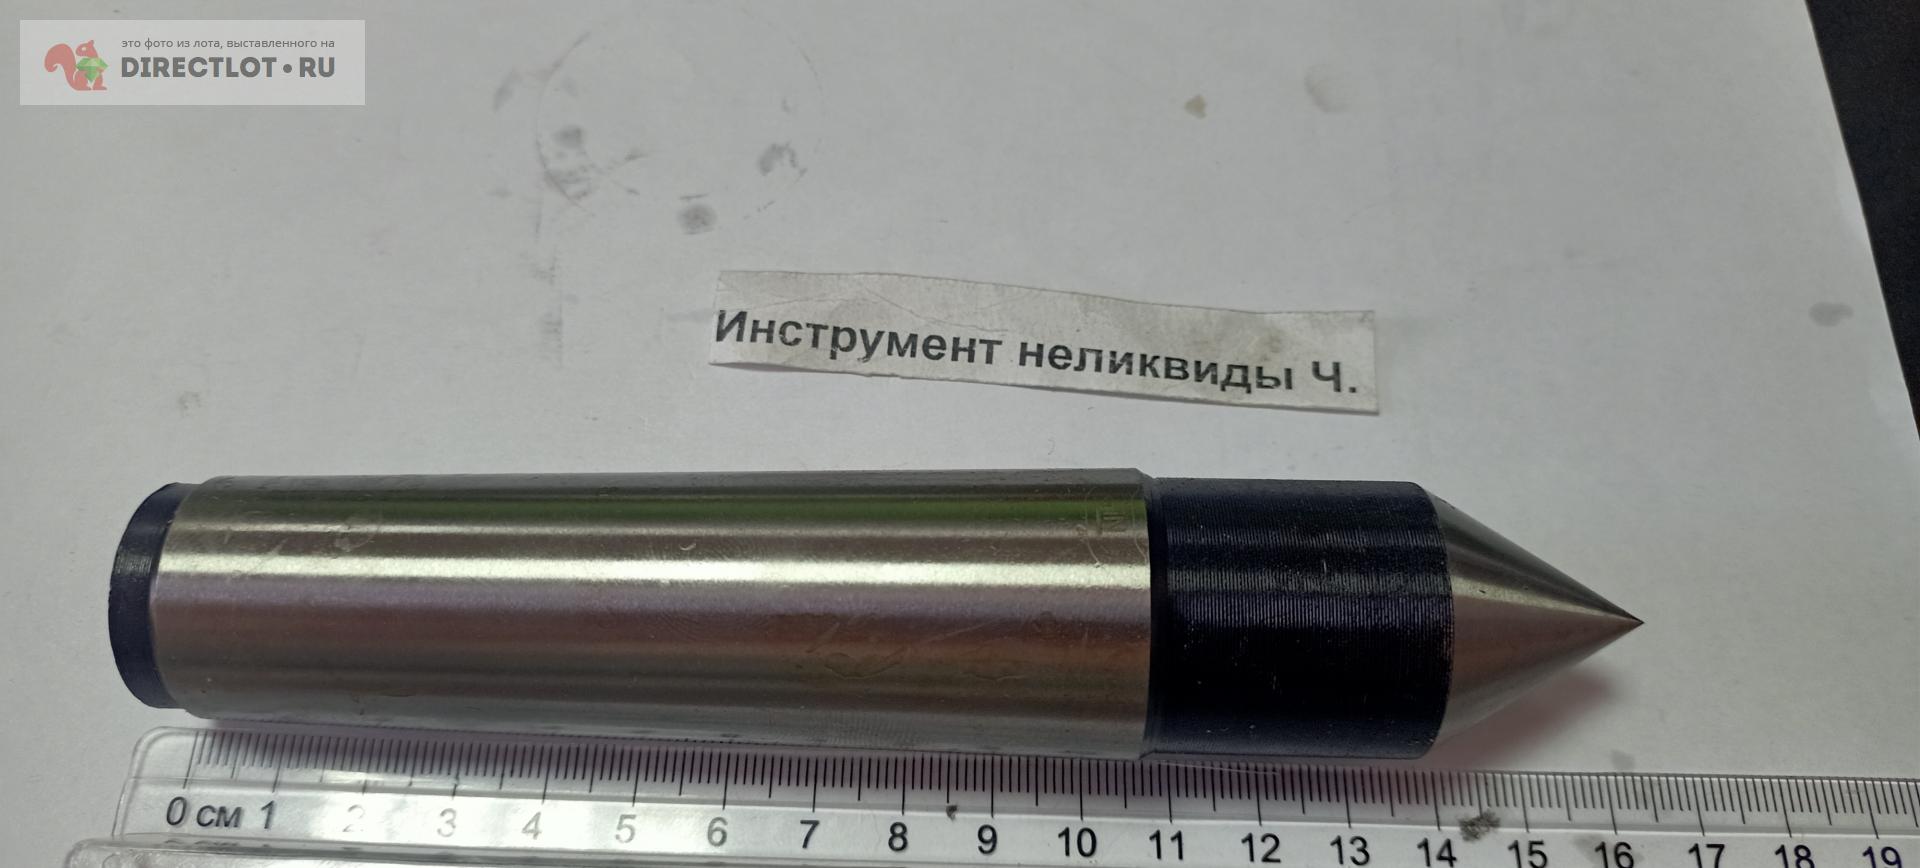 это фото из лота, выставленного на
DIRECTLOT•RU
Инструмент неликвиды Ч.
0 см 1 2 3 4 5 6 7 8 9 10 11 12 13 14 15 16 17 18 19